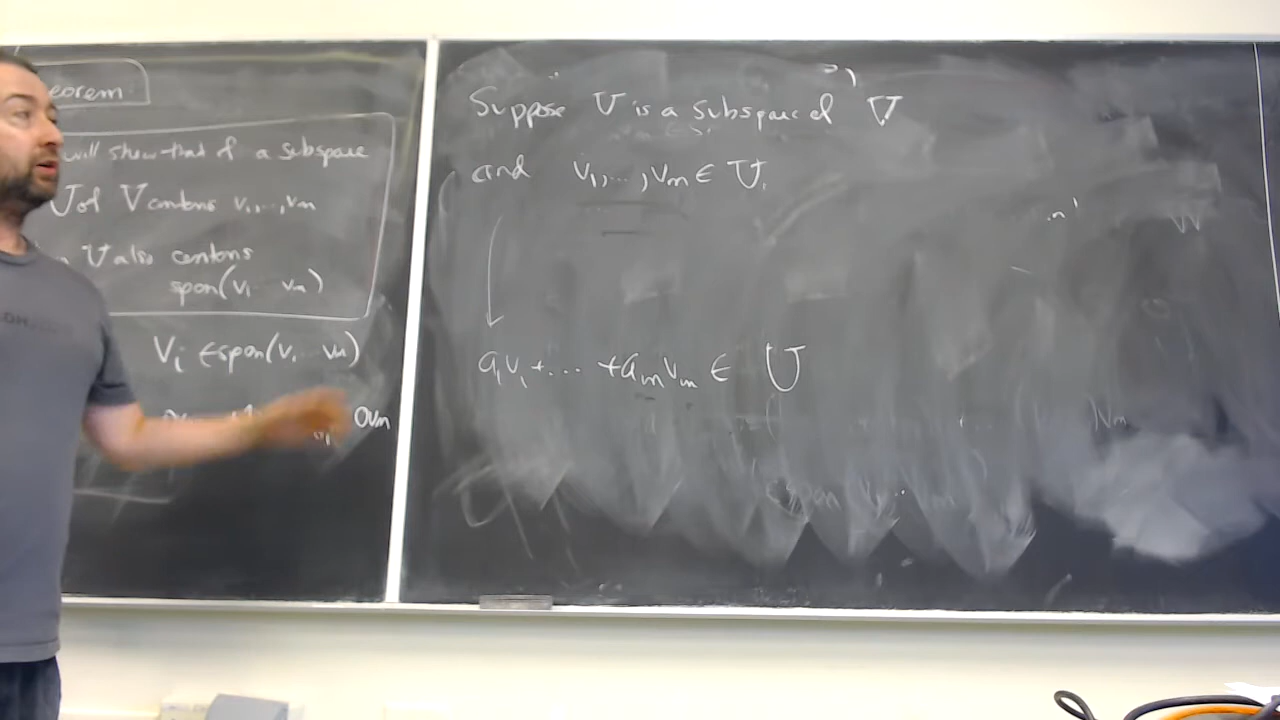 eorem
will show that if a subspace
U of V contains v₁,...,vₘ
U also contains
span(v₁ vₘ)
Vᵢ ∈ span(v₁ vₘ)
0vₘ
Suppose U is a subspace of V
and v₁,...,vₘ ∈ U
a₁v₁+... +aₘvₘ ∈ U